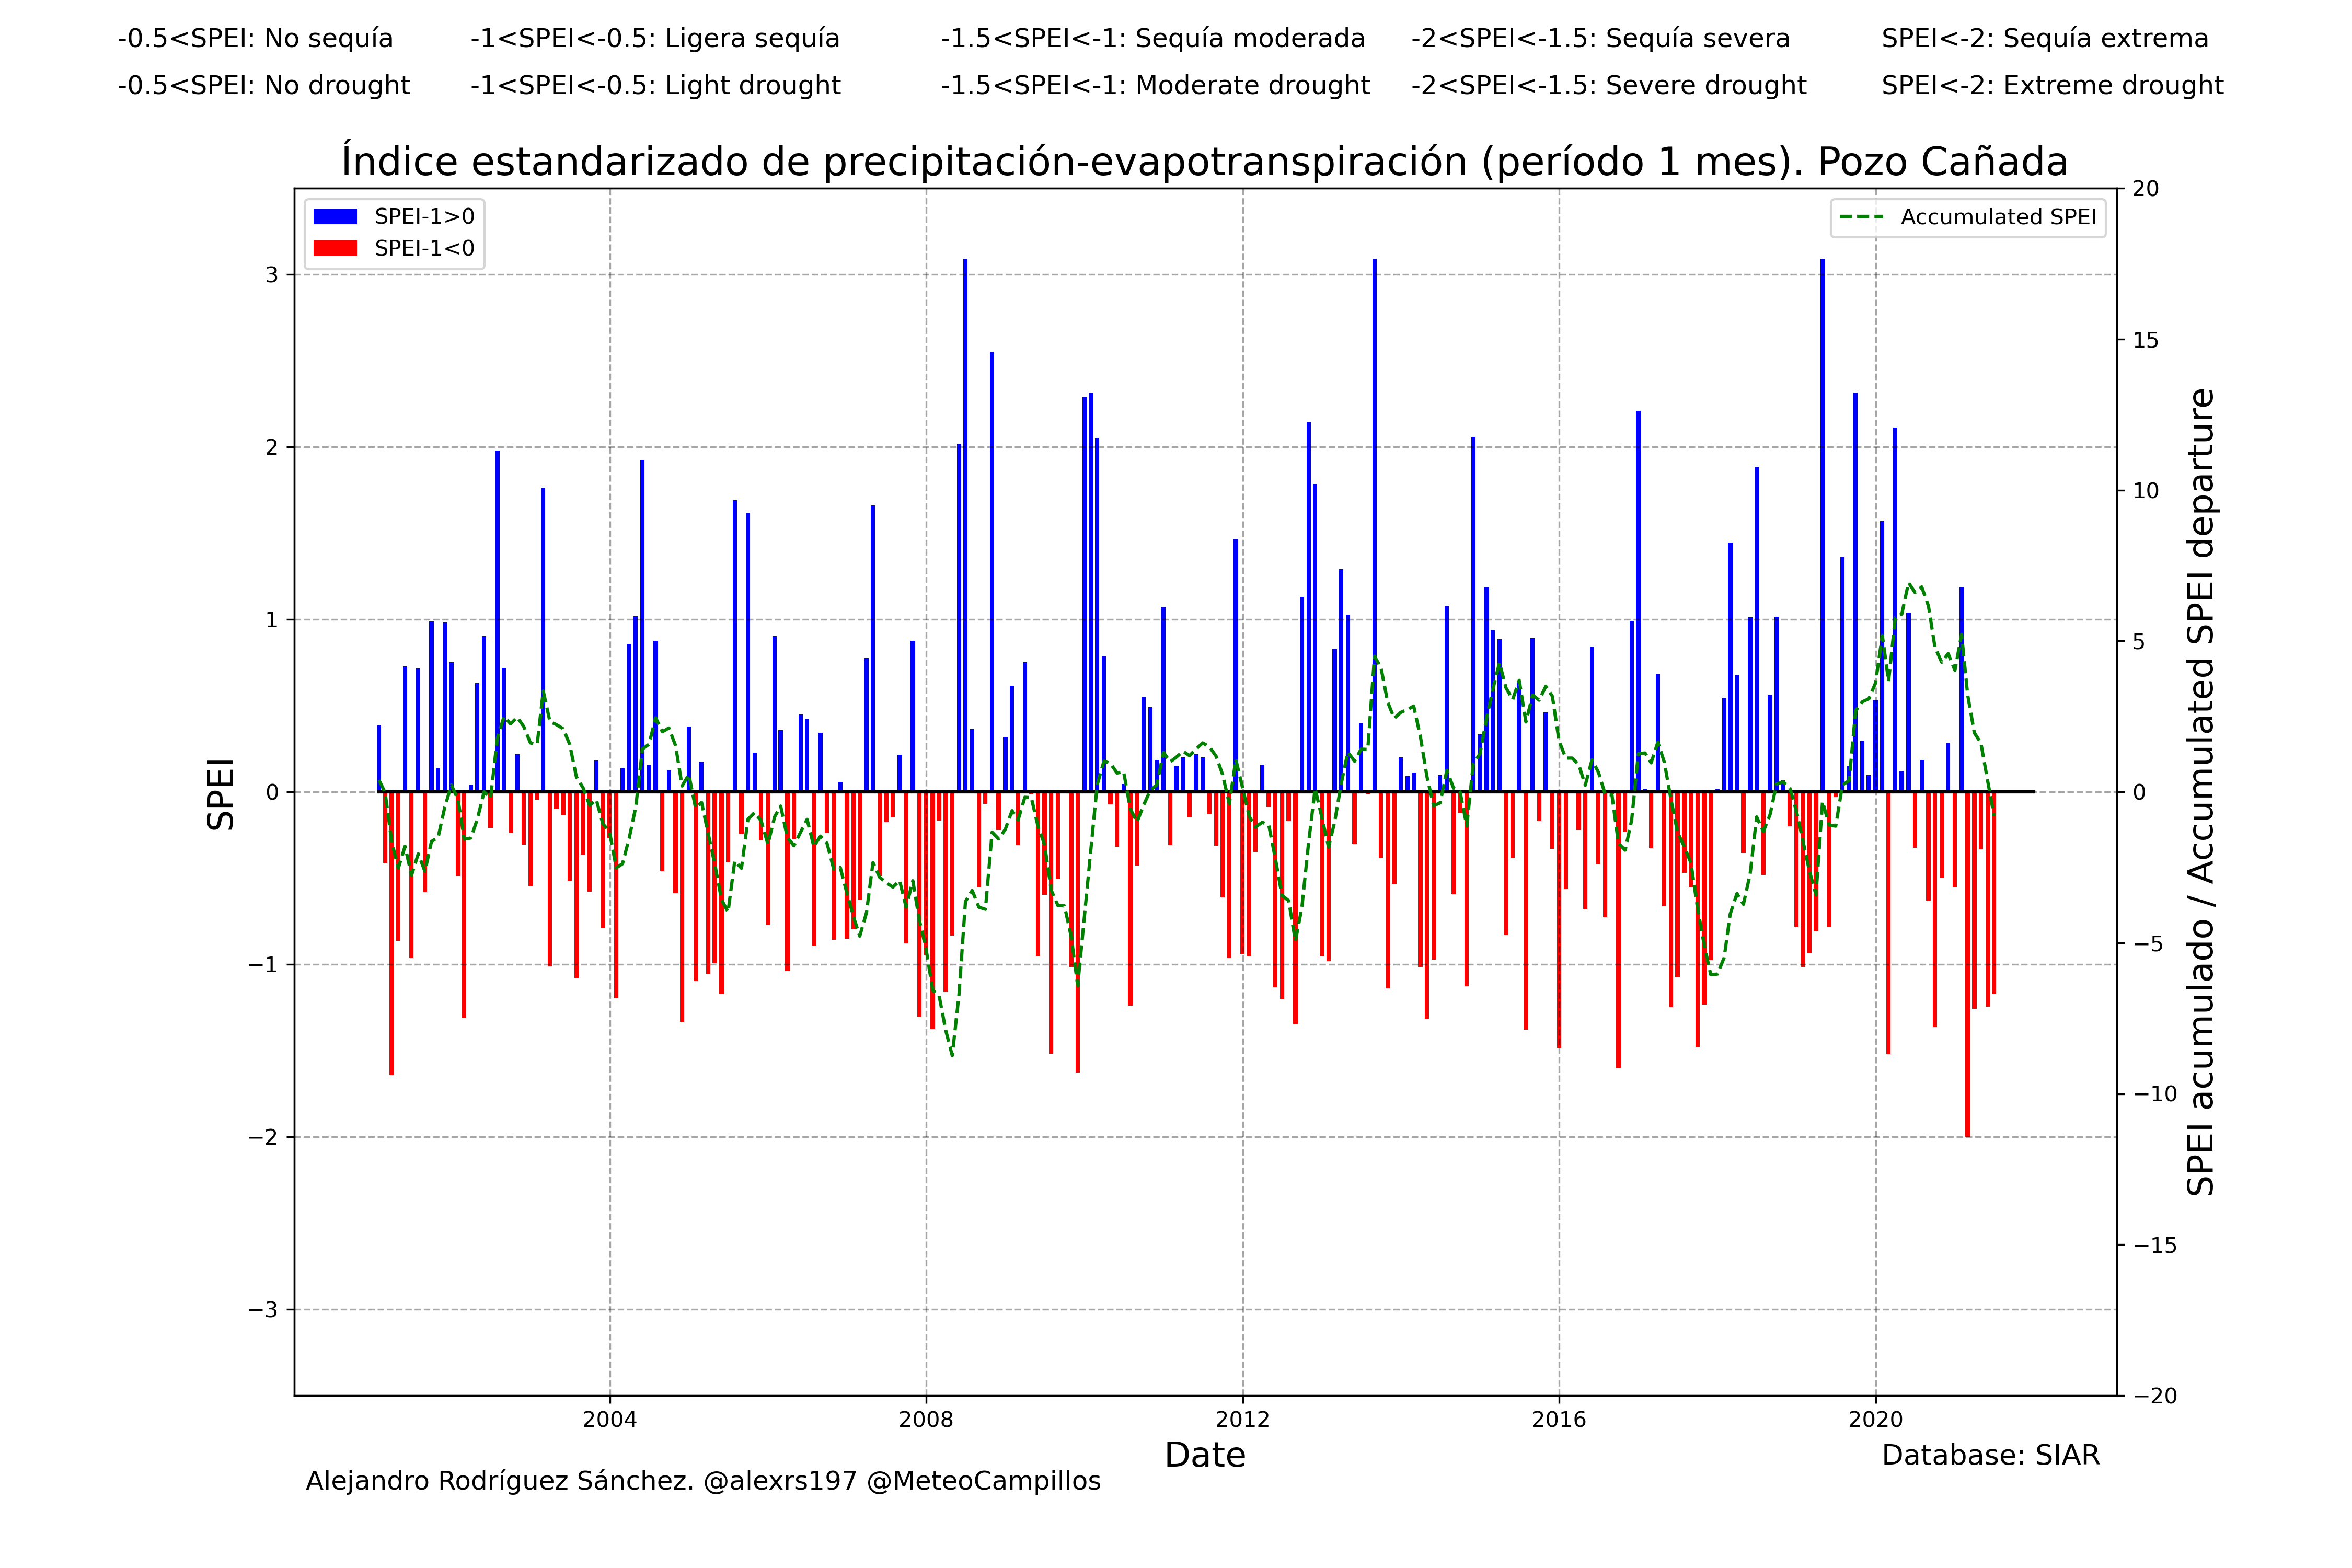 -0.5<SPEI: No sequía -1<SPEI<-0.5: Ligera sequía -1.5<SPEI<-1: Sequía moderada -2<SPEI<-1.5: Sequía severa SPEI<-2: Sequía extrema
-0.5<SPEI: No drought -1<SPEI<-0.5: Light drought -1.5<SPEI<-1: Moderate drought -2<SPEI<-1.5: Severe drought SPEI<-2: Extreme drought
Índice estandarizado de precipitación-evapotranspiración (período 1 mes). Pozo Cañada
SPEI-1>0
SPEI-1<0
Accumulated SPEI
SPEI
3
2
1
0
−1
−2
−3
20
15
10
5
0
−5
−10
−15
−20
SPEI acumulado / Accumulated SPEI departure
2004 2008 2012 2016 2020
Date
Database: SIAR
Alejandro Rodríguez Sánchez. @alexrs197 @MeteoCampillos